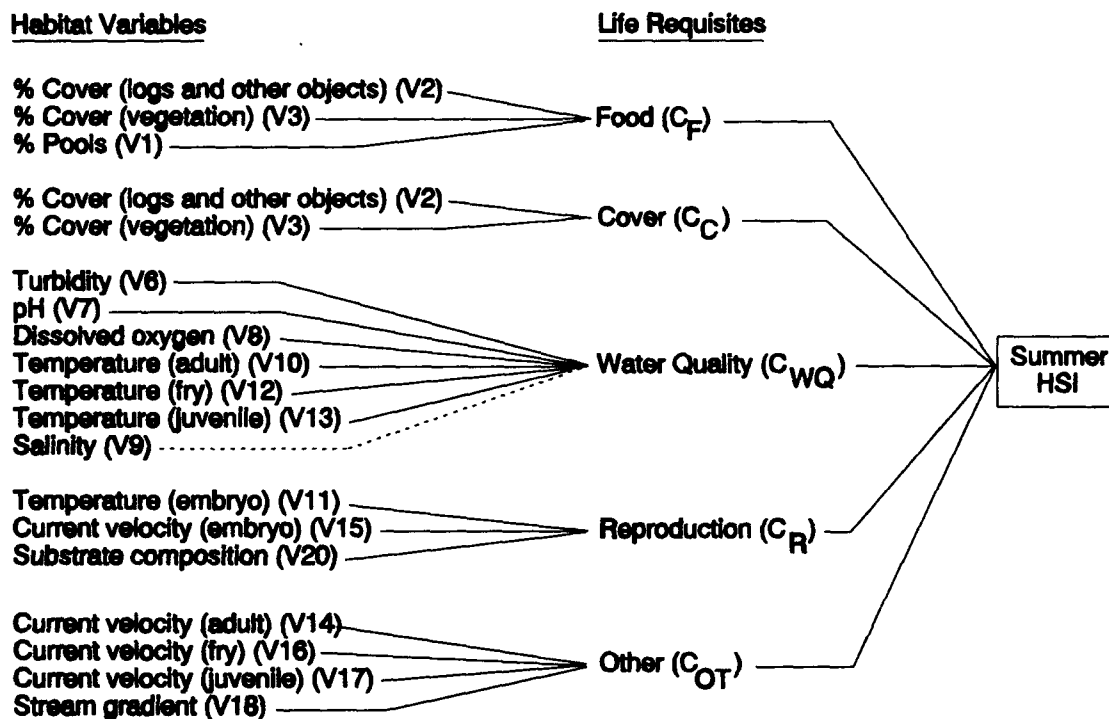 Habitat Variables
Life Requisites
% Cover (logs and other objects) (V2)
% Cover (vegetation) (V3)
% Pools (V1)
Food (CF)
% Cover (logs and other objects) (V2)
% Cover (vegetation) (V3)
Cover (CC)
Turbidity (V6)
pH (V7)
Dissolved oxygen (V8)
Temperature (adult) (V10)
Temperature (fry) (V12)
Temperature (juvenile) (V13)
Salinity (V9)
Water Quality (CWQ)
Summer
HSI
Temperature (embryo) (V11)
Current velocity (embryo) (V15)
Substrate composition (V20)
Reproduction (CR)
Current velocity (adult) (V14)
Current velocity (fry) (V16)
Current velocity (juvenile) (V17)
Stream gradient (V18)
Other (COT)